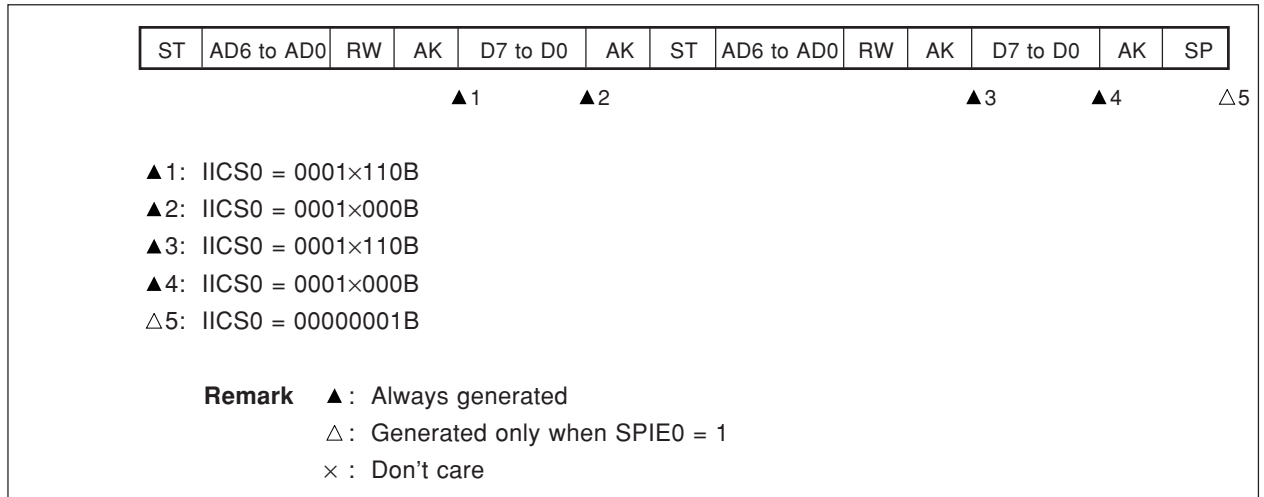 ST AD6 to AD0 RW AK D7 to D0 AK ST AD6 to AD0 RW AK D7 to D0 AK SP
▲1 ▲2 ▲3 ▲4 △5
▲1: IICS0 = 0001×110B
▲2: IICS0 = 0001×000B
▲3: IICS0 = 0001×110B
▲4: IICS0 = 0001×000B
△5: IICS0 = 00000001B
Remark ▲: Always generated
△: Generated only when SPIE0 = 1
× : Don't care